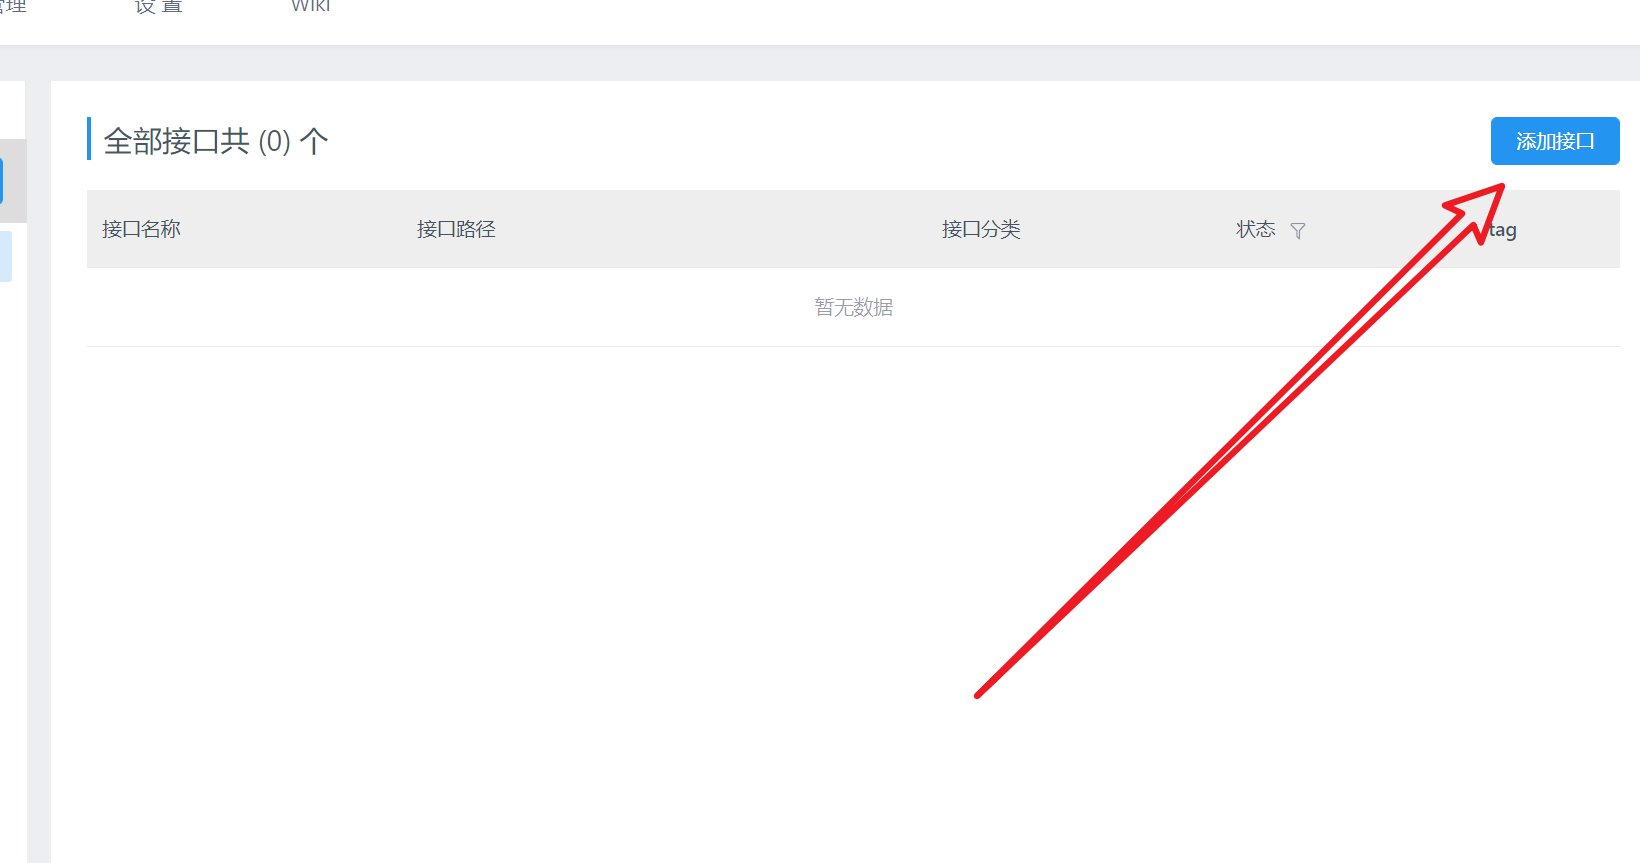 管理 设 置 Wiki
全部接口共 (0) 个
添加接口
接口名称 接口路径 接口分类 状态 tag
暂无数据